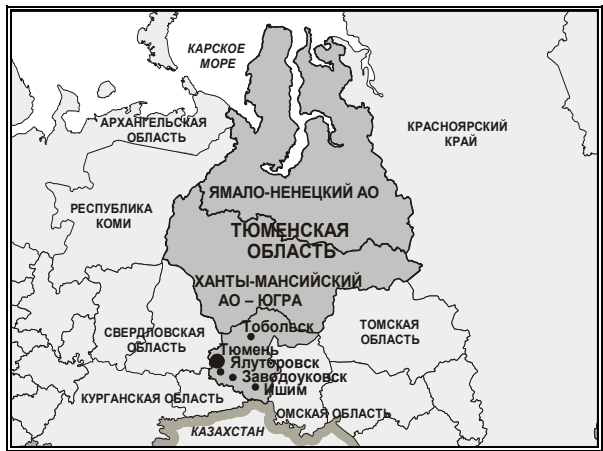 КАРСКОЕ
МОРЕ
АРХАНГЕЛЬСКАЯ
ОБЛАСТЬ
КРАСНОЯРСКИЙ
КРАЙ
ЯМАЛО-НЕНЕЦКИЙ АО
РЕСПУБЛИКА
КОМИ
ТЮМЕНСКАЯ
ОБЛАСТЬ
ХАНТЫ-МАНСИЙСКИЙ
АО – ЮГРА
СВЕРДЛОВСКАЯ
ОБЛАСТЬ
Тобольск
ТОМСКАЯ
ОБЛАСТЬ
Тюмень
Ялуторовск
Заводоуковск
Ишим
КУРГАНСКАЯ ОБЛАСТЬ
ОМСКАЯ ОБЛАСТЬ
КАЗАХСТАН